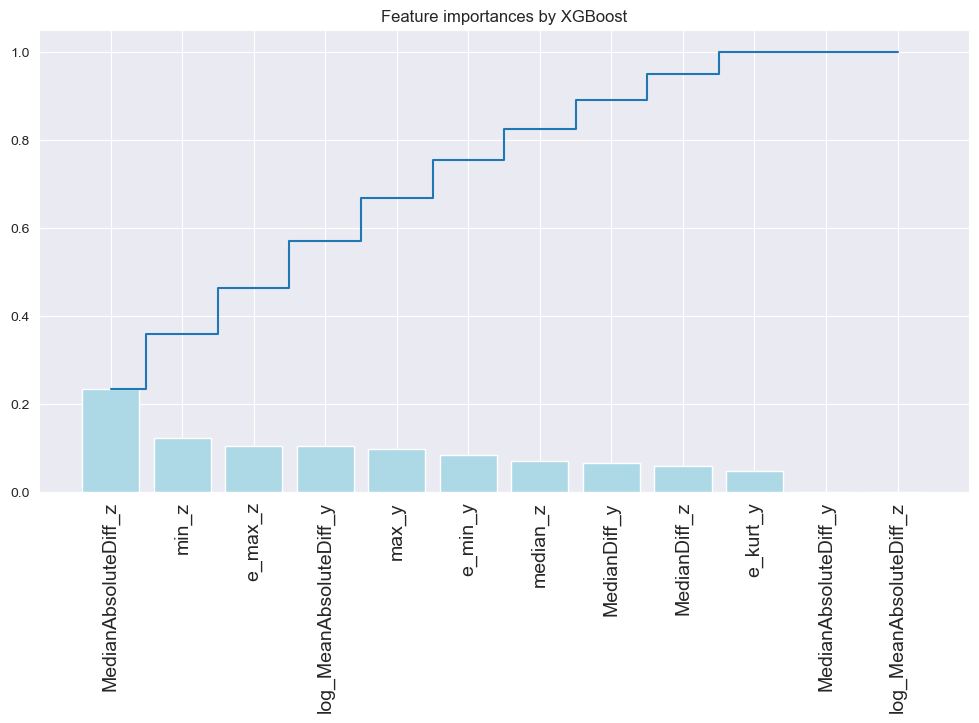 Feature importances by XGBoost
1.0
0.8
0.6
0.4
0.2
0.0
MedianAbsoluteDiff_z
min_z
e_max_z
log_MeanAbsoluteDiff_y
max_y
e_min_y
median_z
MedianDiff_y
MedianDiff_z
e_kurt_y
MedianAbsoluteDiff_y
log_MeanAbsoluteDiff_z